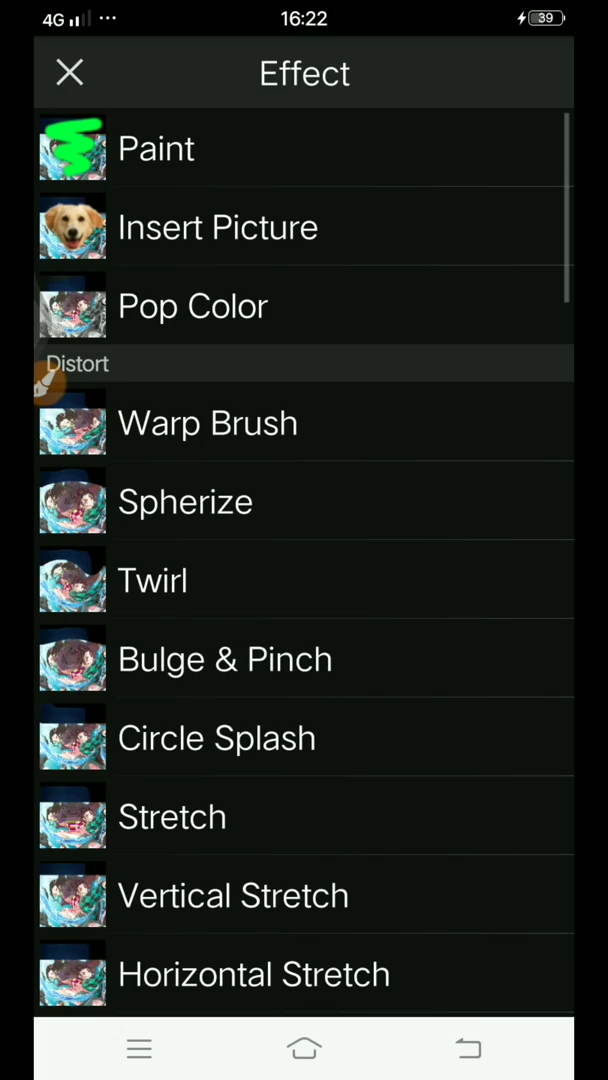 4G 16:22 39
Effect
Paint
Insert Picture
Pop Color
Distort
Warp Brush
Spherize
Twirl
Bulge & Pinch
Circle Splash
Stretch
Vertical Stretch
Horizontal Stretch